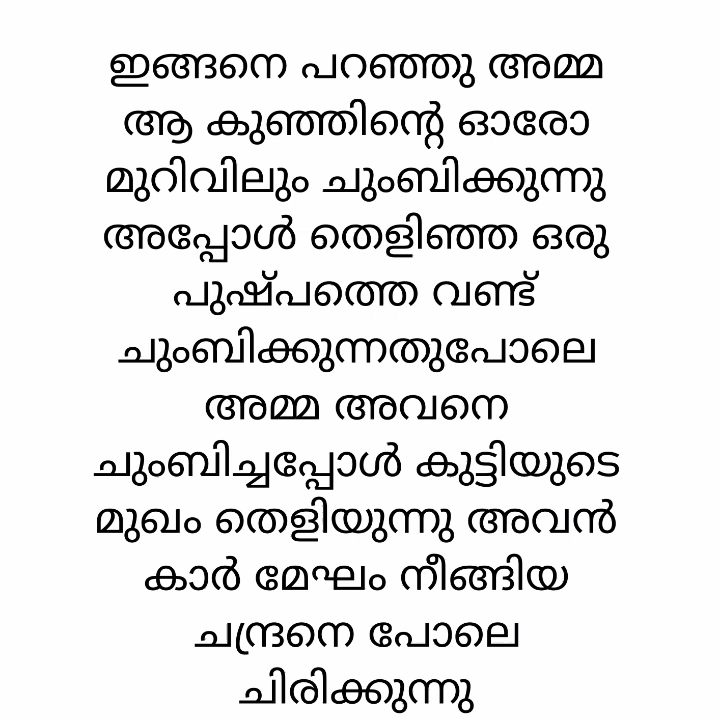 ഇങ്ങനെ പറഞ്ഞു അമ്മ
ആ കുഞ്ഞിന്റെ ഓരോ
മുറിവിലും ചുംബിക്കുന്നു
അപ്പോൾ തെളിഞ്ഞ ഒരു
പുഷ്പത്തെ വണ്ട്
ചുംബിക്കുന്നതുപോലെ
അമ്മ അവനെ
ചുംബിച്ചപ്പോൾ കുട്ടിയുടെ
മുഖം തെളിയുന്നു അവൻ
കാർ മേഘം നീങ്ങിയ
ചന്ദ്രനെ പോലെ
ചിരിക്കുന്നു